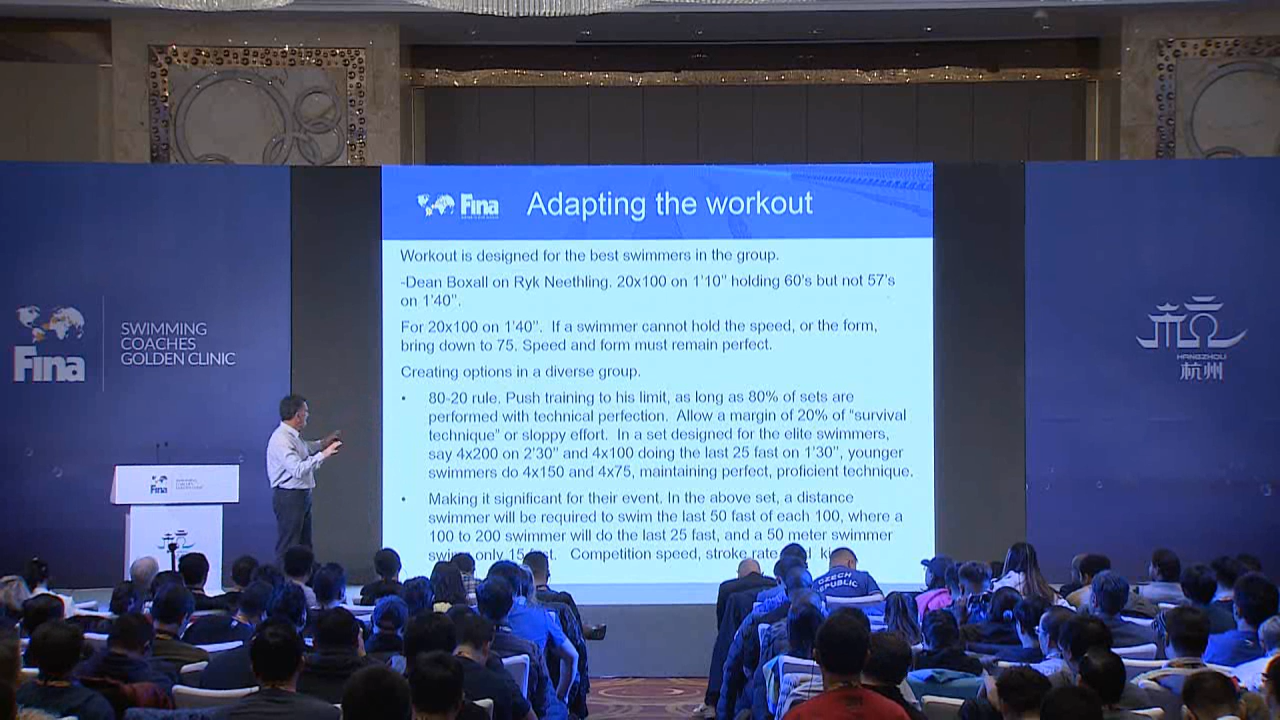 Fina
Adapting the workout
Workout is designed for the best swimmers in the group.
-Dean Boxall on Ryk Neethling. 20x100 on 1'10” holding 60's but not 57's
on 1'40”.
For 20x100 on 1'40”.  If a swimmer cannot hold the speed, or the form,
bring down to 75. Speed and form must remain perfect.
Creating options in a diverse group.
• 80-20 rule. Push training to his limit, as long as 80% of sets are
performed with technical perfection.  Allow a margin of 20% of “survival
technique” or sloppy effort.  In a set designed for the elite swimmers,
say 4x200 on 2'30” and 4x100 doing the last 25 fast on 1'30”, younger
swimmers do 4x150 and 4x75, maintaining perfect, proficient technique.
• Making it significant for their event. In the above set, a distance
swimmer will be required to swim the last 50 fast of each 100, where a
100 to 200 swimmer will do the last 25 fast, and a 50 meter swimmer
only 15 Competition speed, stroke
Fina
SWIMMING
COACHES
GOLDEN CLINIC
HANGZHOU
杭州
Fina
SWIMMING
COACHES
GOLDEN CLINIC
CZECH
REPUBLIC